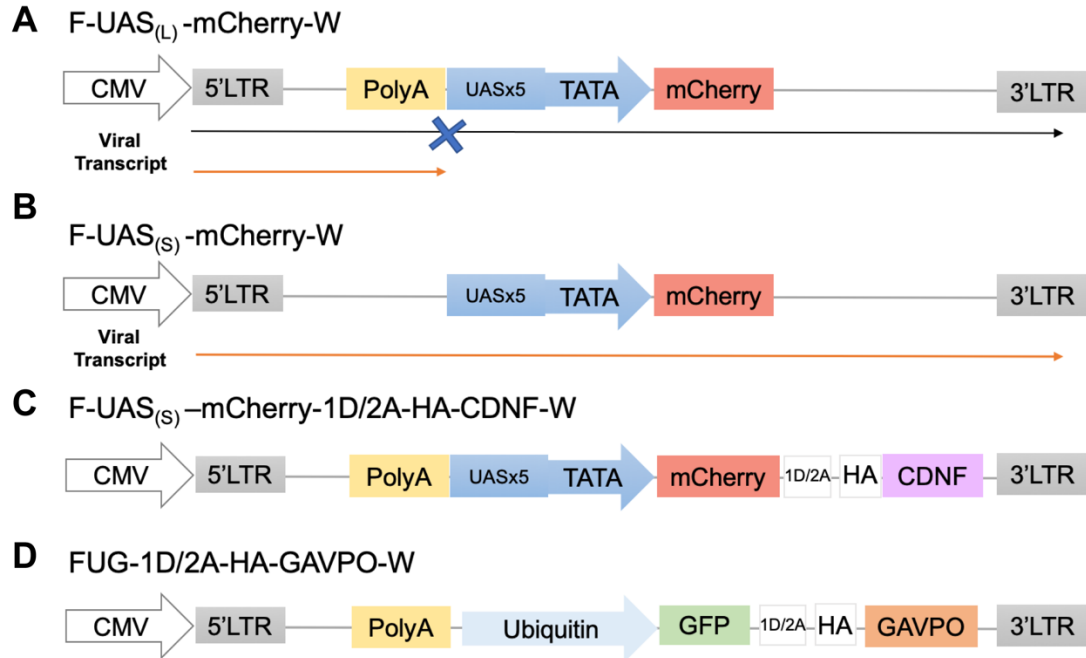 A F-UAS(L)-mCherry-W
CMV 5'LTR PolyA UASx5 TATA mCherry 3'LTR
Viral
Transcript
B F-UAS(S)-mCherry-W
CMV 5'LTR UASx5 TATA mCherry 3'LTR
Viral
Transcript
C F-UAS(S)–mCherry-1D/2A-HA-CDNF-W
CMV 5'LTR PolyA UASx5 TATA mCherry 1D/2A HA CDNF 3'LTR
D FUG-1D/2A-HA-GAVPO-W
CMV 5'LTR PolyA Ubiquitin GFP 1D/2A HA GAVPO 3'LTR